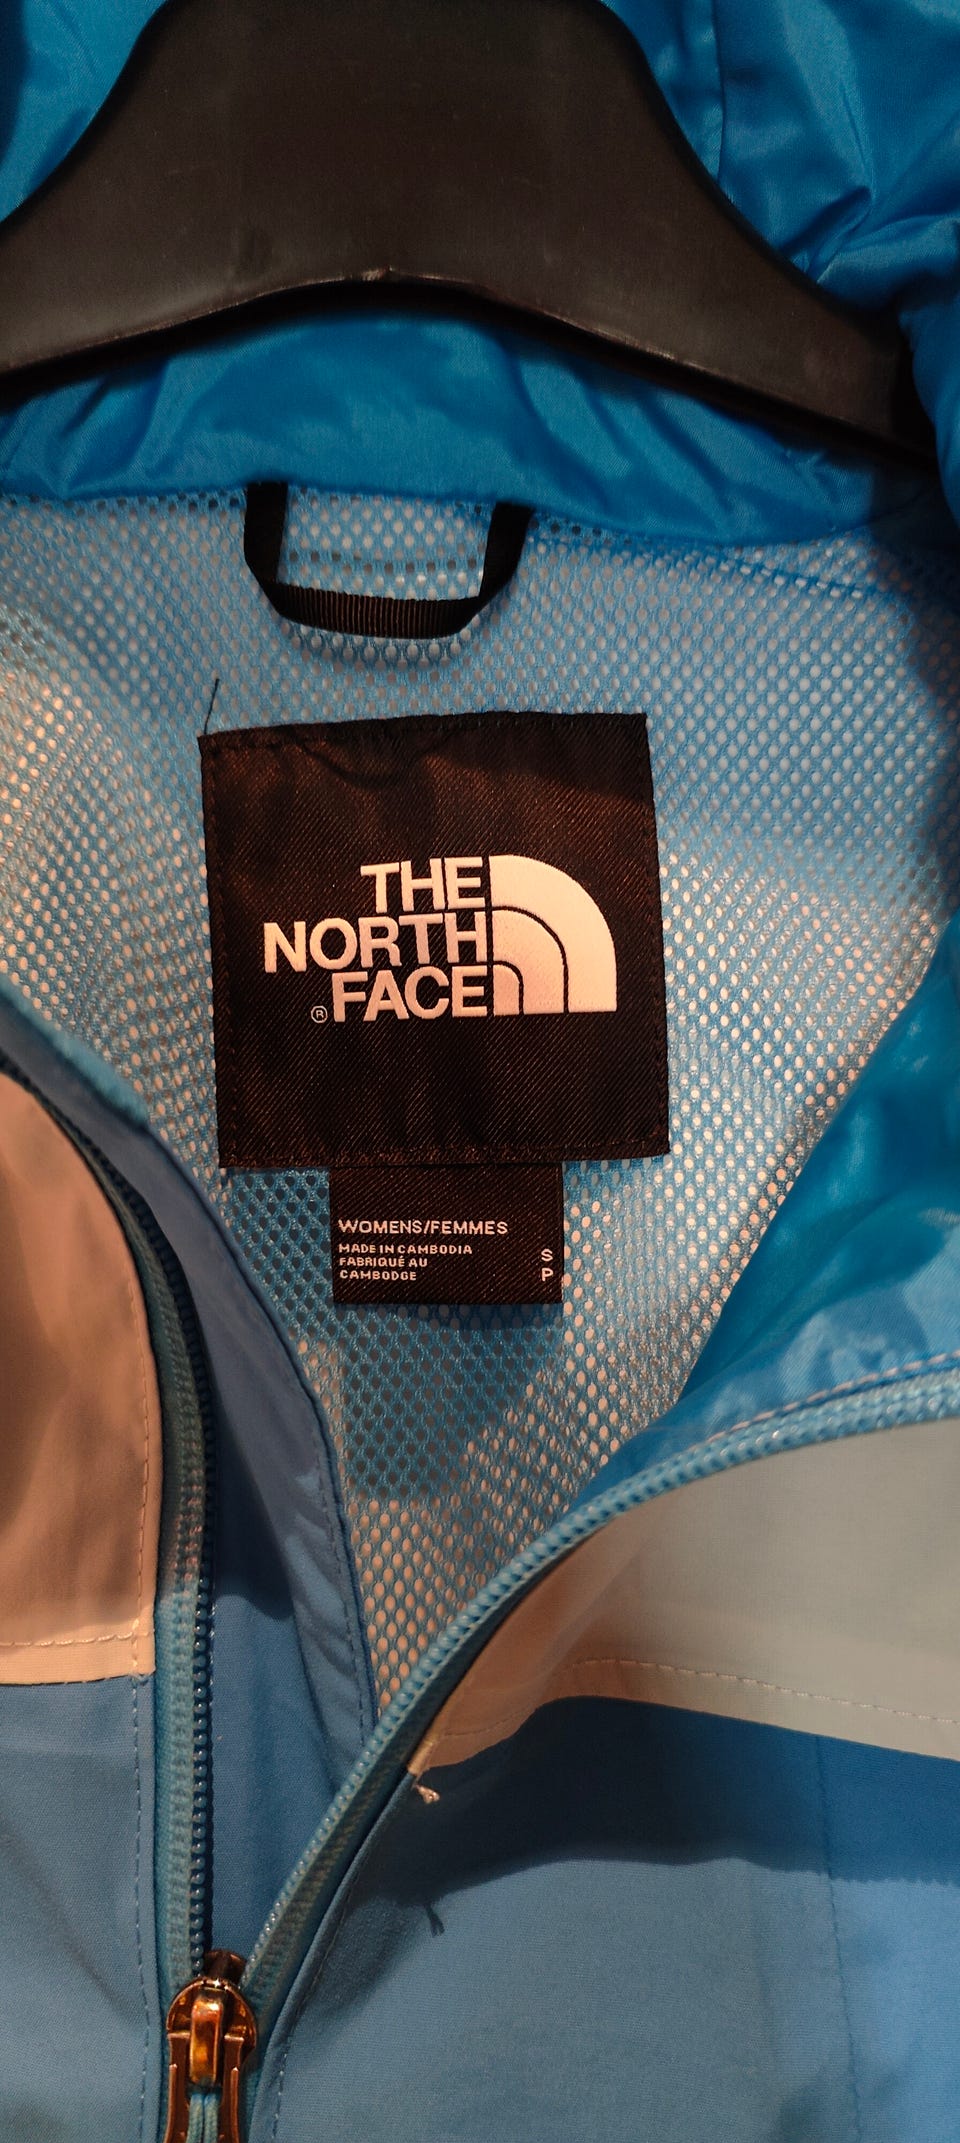 THE
NORTH
® FACE
WOMENS/FEMMES
MADE IN CAMBODIA
FABRIQUÉ AU
CAMBODGE
S
P